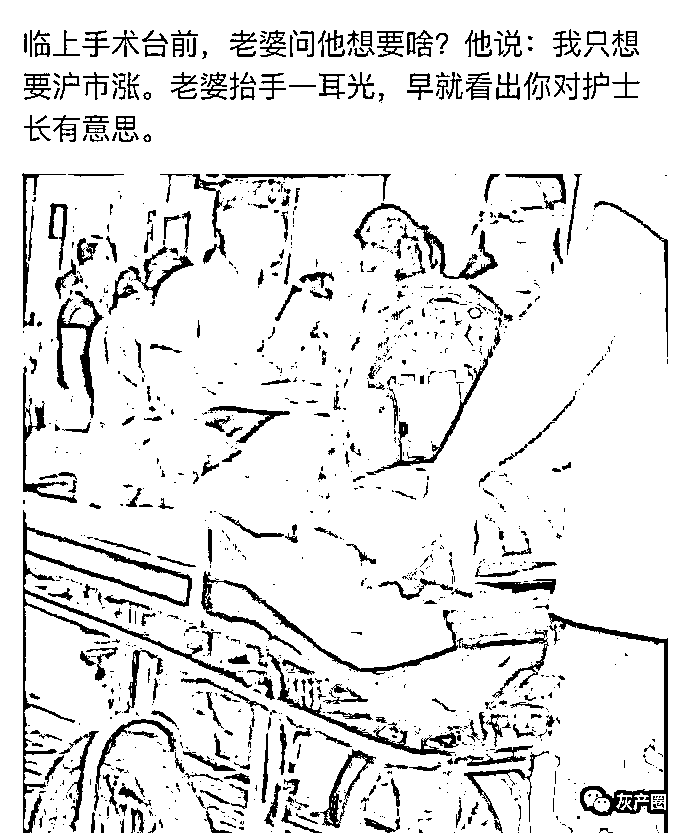 临上手术台前，老婆问他想要啥？他说：我只想
要沪市涨。老婆抬手一耳光，早就看出你对护士
长有意思。
灰产圈